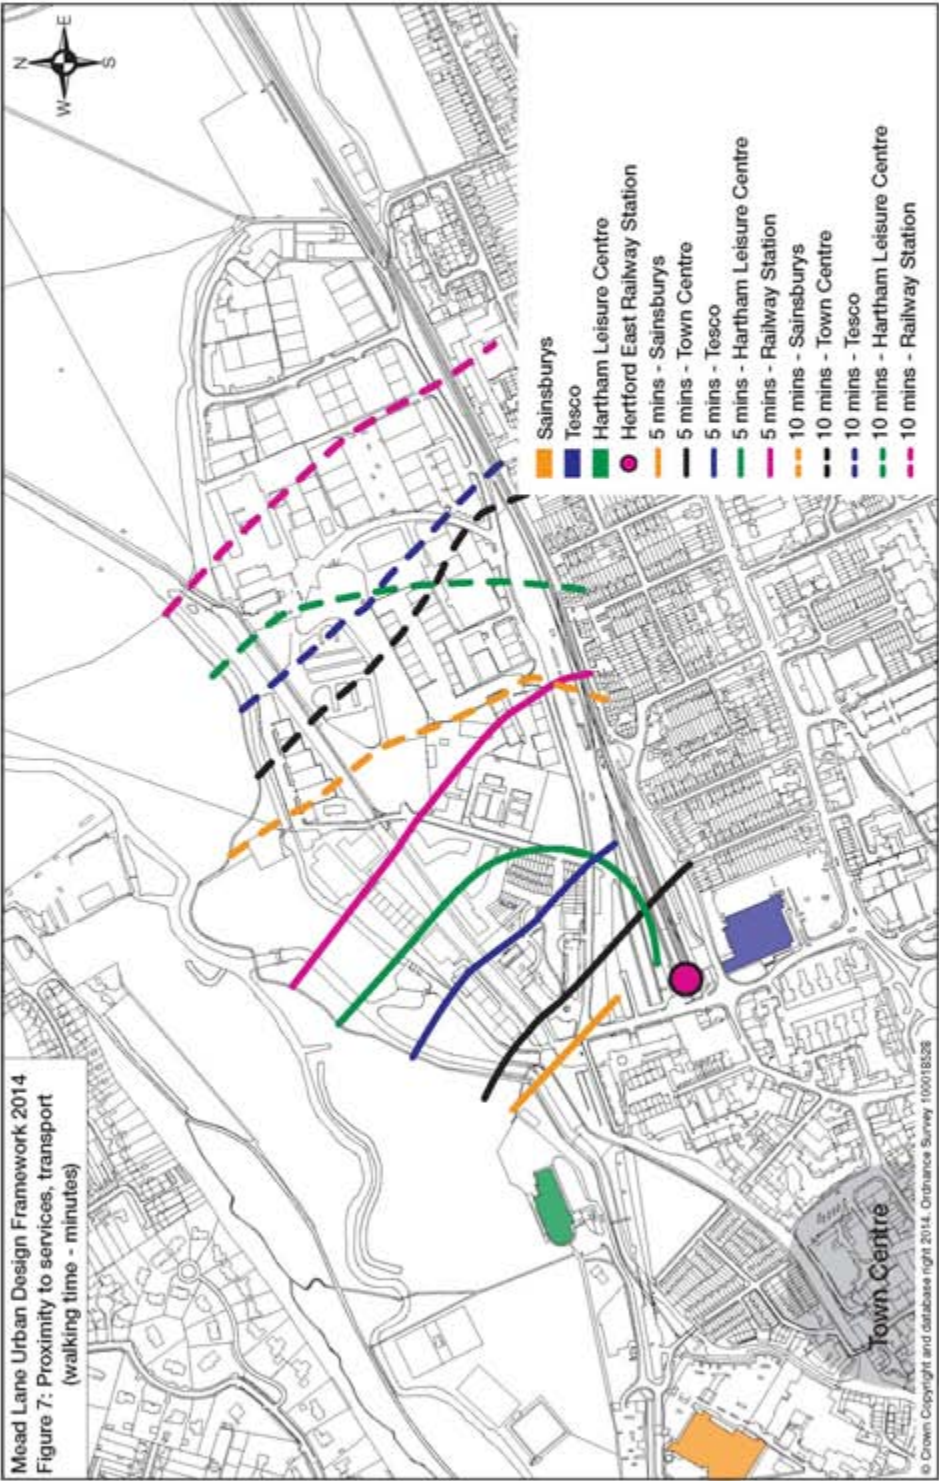 Mead Lane Urban Design Framework 2014
Figure 7: Proximity to services, transport
(walking time - minutes)
N
E
S
W
Sainsburys
Tesco
Hartham Leisure Centre
Hertford East Railway Station
5 mins - Sainsburys
5 mins - Town Centre
5 mins - Tesco
5 mins - Hartham Leisure Centre
5 mins - Railway Station
10 mins - Sainsburys
10 mins - Town Centre
10 mins - Tesco
10 mins - Hartham Leisure Centre
10 mins - Railway Station
Town Centre
© Crown Copyright and database right 2014. Ordnance Survey 100018528